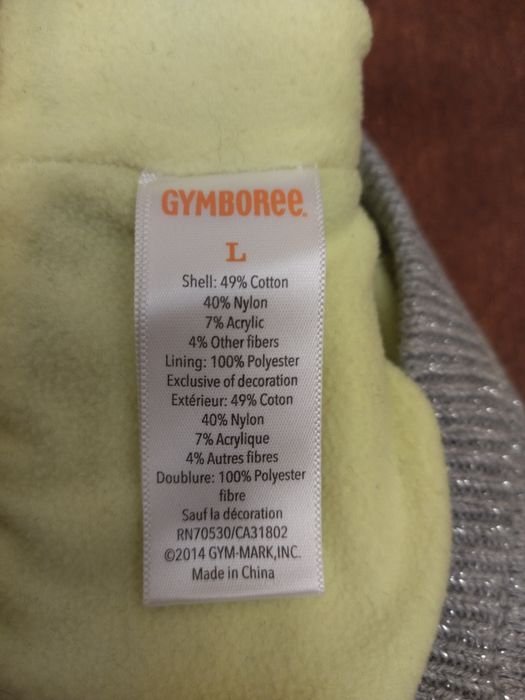 GYMBOREE.
L
Shell: 49% Cotton
40% Nylon
7% Acrylic
4% Other fibers
Lining: 100% Polyester
Exclusive of decoration
Extérieur: 49% Coton
40% Nylon
7% Acrylique
4% Autres fibres
Doublure: 100% Polyester
fibre
Sauf la décoration
RN70530/CA31802
©2014 GYM-MARK,INC.
Made in China